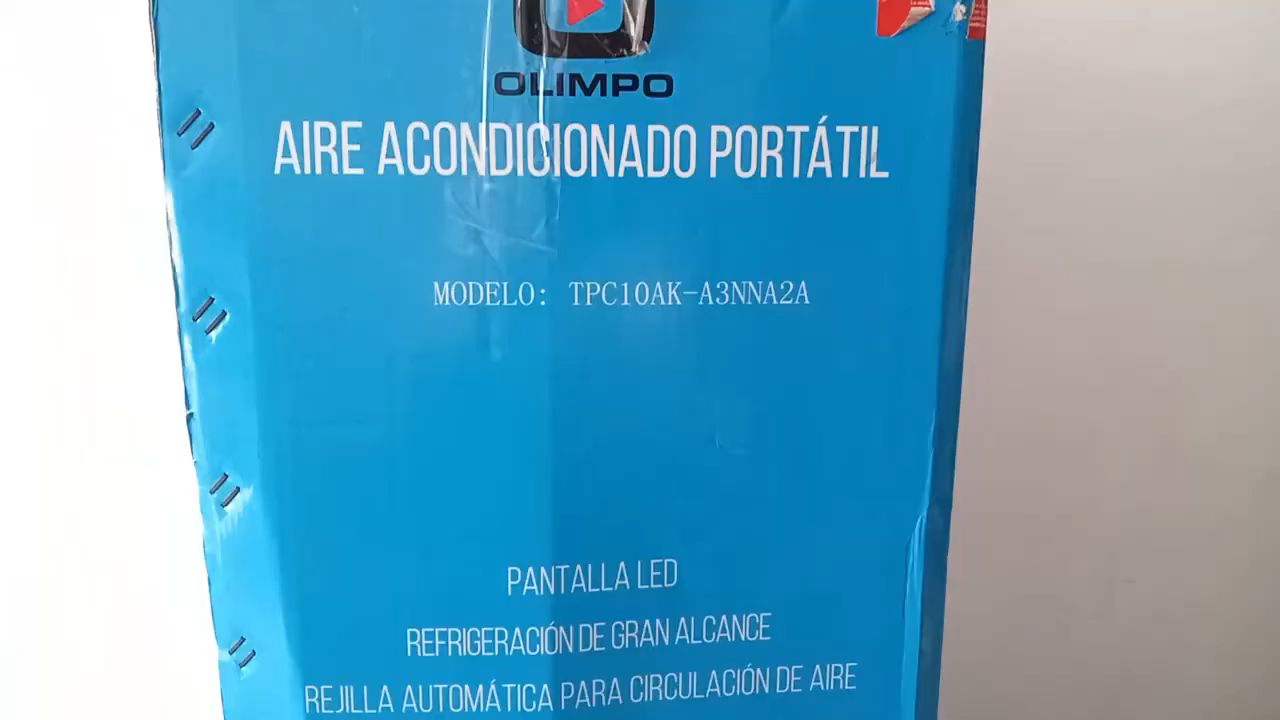 OLIMPO
AIRE ACONDICIONADO PORTÁTIL
MODELO: TPC10AK-A3NNA2A
PANTALLA LED
REFRIGERACIÓN DE GRAN ALCANCE
REJILLA AUTOMÁTICA PARA CIRCULACIÓN DE AIRE